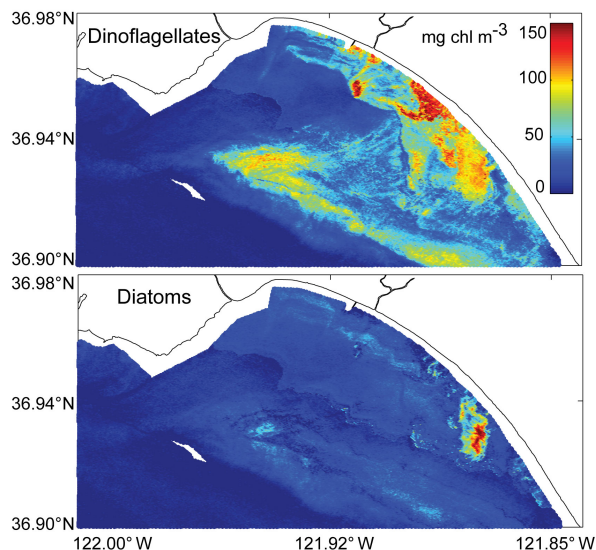 36.98°N
Dinoflagellates
mg chl m-3
150
100
50
0
36.94°N
36.90°N
36.98°N
Diatoms
36.94°N
36.90°N
122.00° W
121.92° W
121.85° W